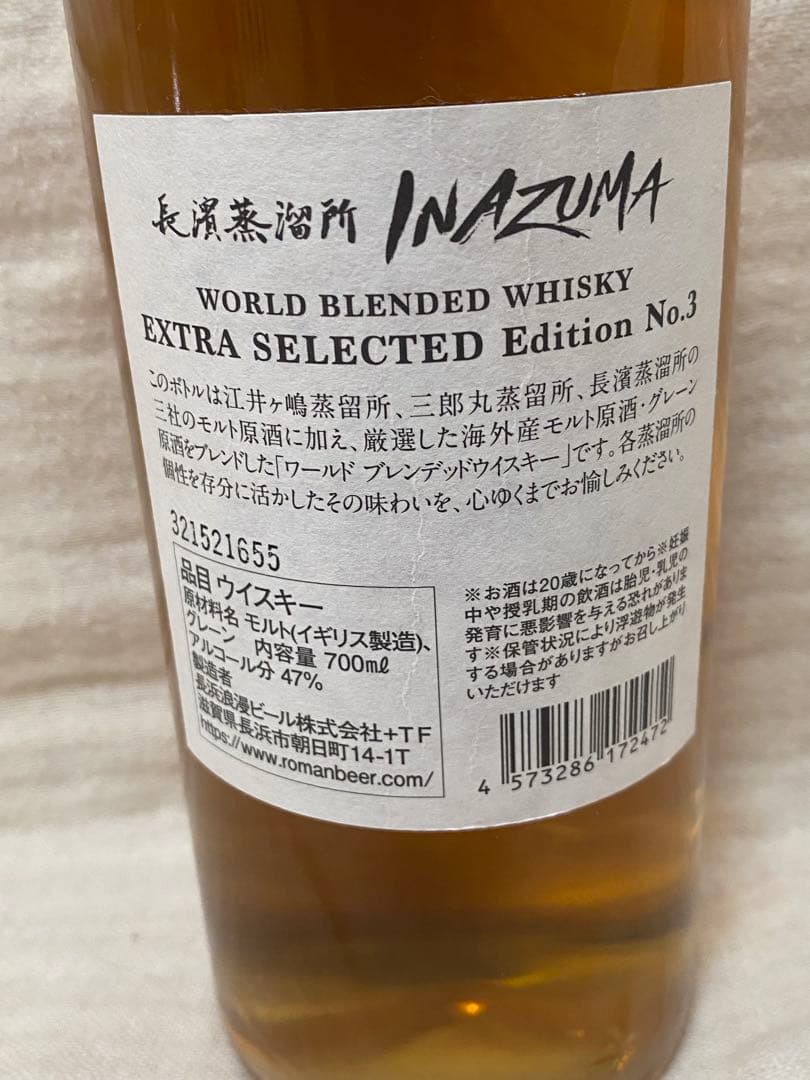 長濱蒸溜所 INAZUMA
WORLD BLENDED WHISKY
EXTRA SELECTED Edition No.3
このボトルは江井ヶ嶋蒸留所、三郎丸蒸留所、長濱蒸溜所の
三社のモルト原酒に加え、厳選した海外産モルト原酒・グレーン
原酒をブレンドした「ワールド ブレンデッドウイスキー」です。各蒸溜所の
個性を存分に活かしたその味わいを、心ゆくまでお愉しみください。
321521655
品目 ウイスキー
原材料名 モルト(イギリス製造)、
グレーン 内容量 700mℓ
アルコール分 47%
製造者
長浜浪漫ビール株式会社+TF
滋賀県長浜市朝日町14-1T
https://www.romanbeer.com/
※お酒は20歳になってから※妊娠
中や授乳期の飲酒は胎児・乳児の
発育に悪影響を与える恐れがありま
す※保管状況により浮遊物が発生
する場合がありますがお召し上がり
いただけます
4 573286 172472